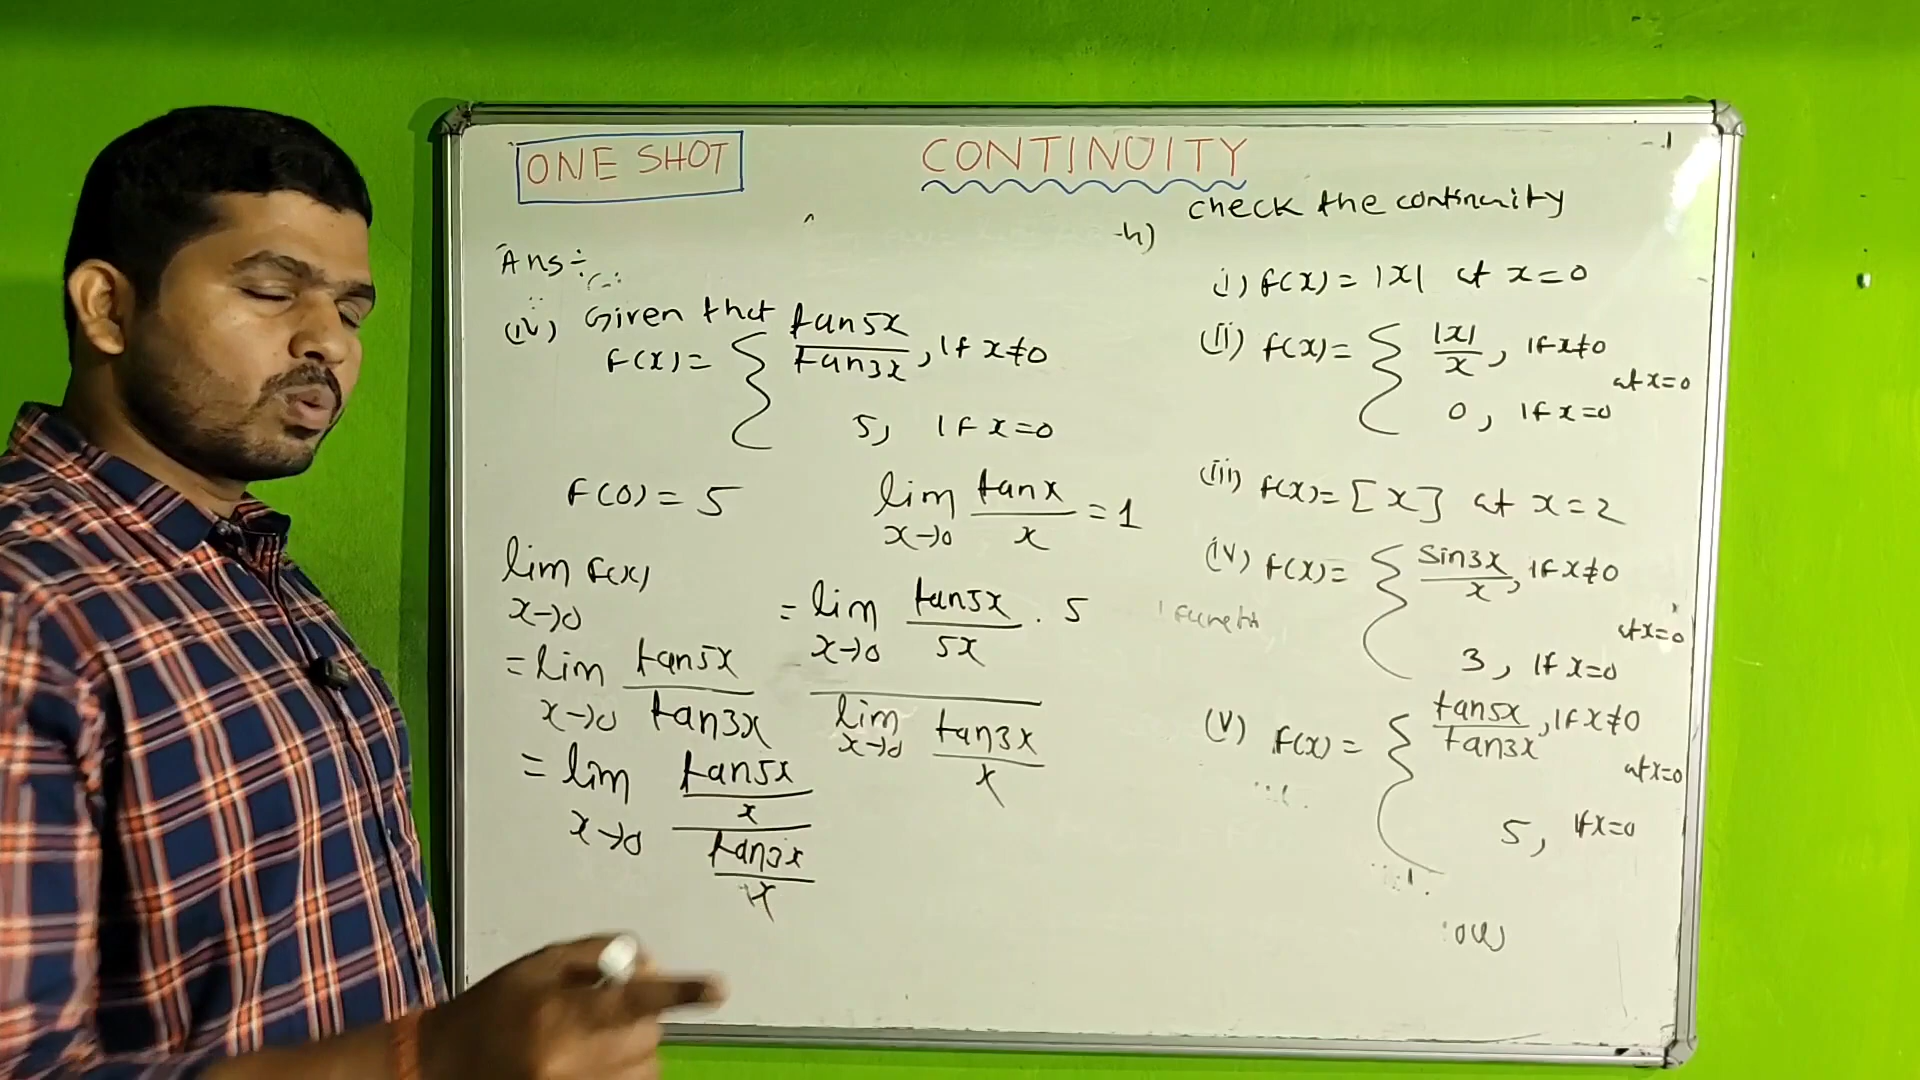 ONE SHOT
CONTINUITY
check the continuity
Ans:-
(iv) Given that
f(x) = { tan5x / tan3x, if x≠0
5, if x=0
f(0) = 5
lim x→0 tanx / x = 1
lim x→0 f(x)
= lim x→0 tan5x / tan3x
= lim x→0 (tan5x / x) / (tan3x / x)
= lim x→0 tan5x / 5x . 5
lim x→0 tan3x / x
i) f(x) = |x| at x=0
(ii) f(x) = { |x| / x, if x≠0
at x=0
0, if x=0
(iii) f(x) = [x] at x=2
(iv) f(x) = { sin3x / x, if x≠0
at x=0
3, if x=0
(v) f(x) = { tan5x / tan3x, if x≠0
at x=0
5, if x=0